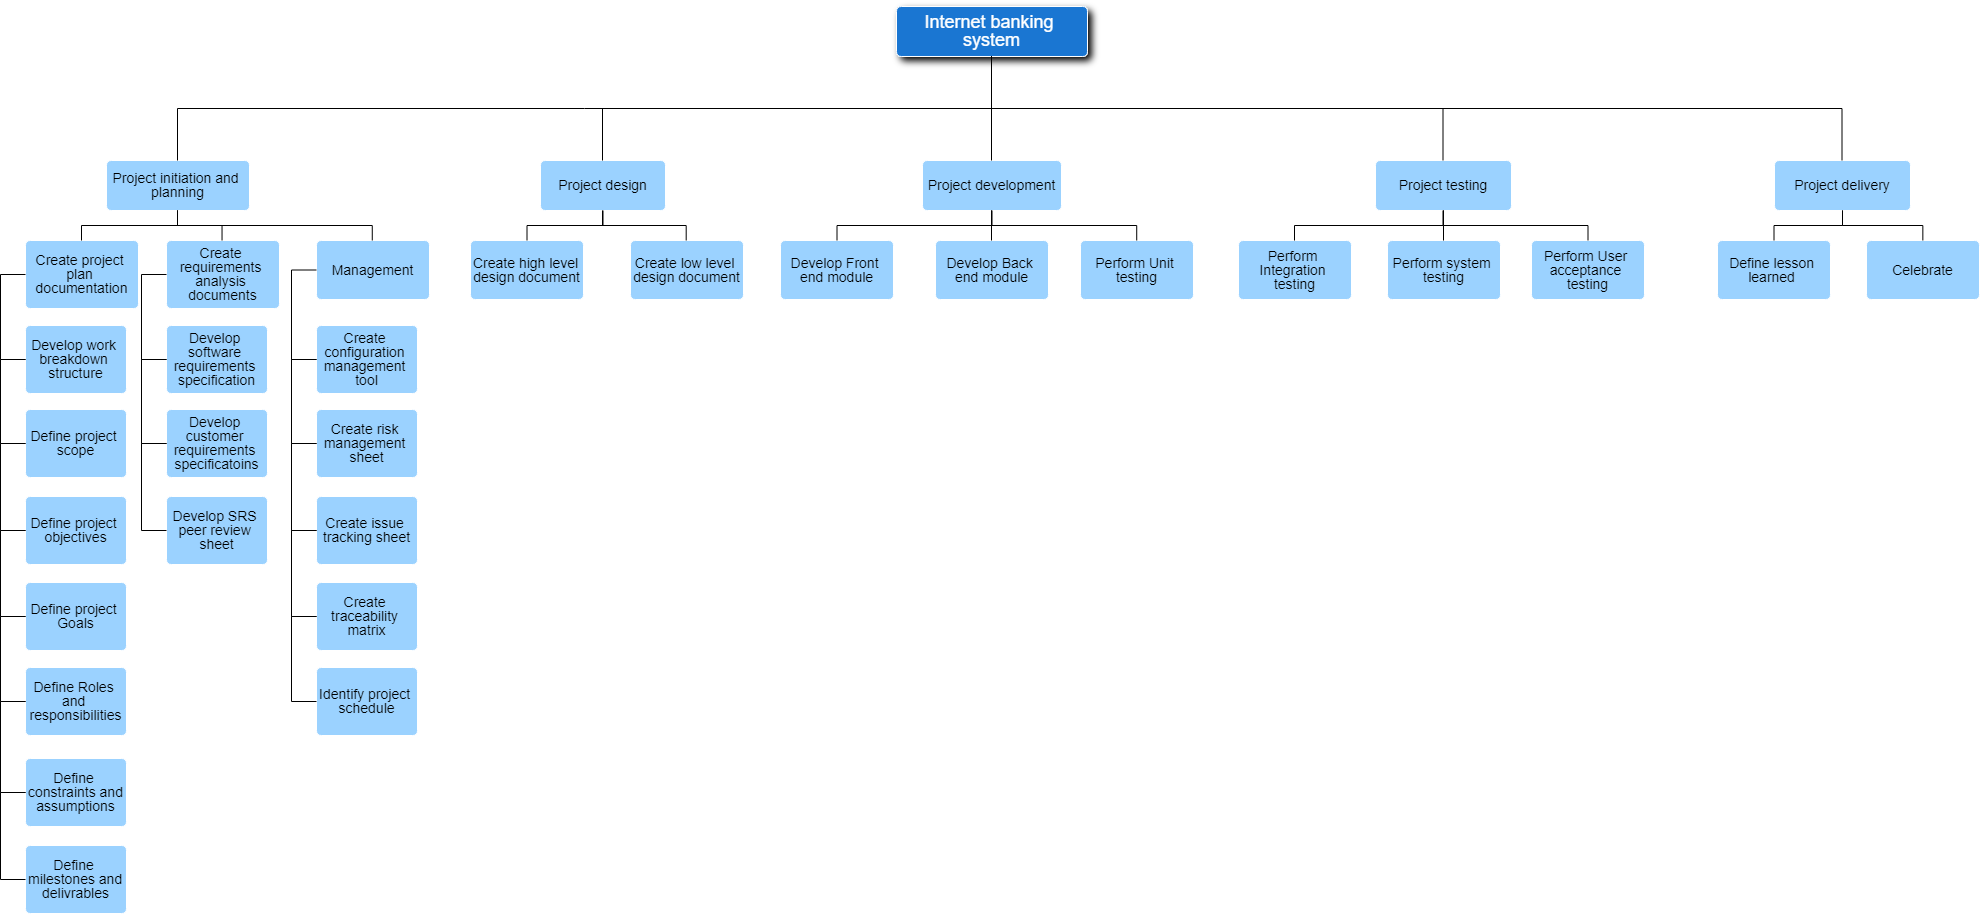 Internet banking
system
Project initiation and
planning
Project design
Project development
Project testing
Project delivery
Create project
plan
documentation
Create
requirements
analysis
documents
Management
Create high level
design document
Create low level
design document
Develop Front
end module
Develop Back
end module
Perform Unit
testing
Perform
Integration
testing
Perform system
testing
Perform User
acceptance
testing
Define lesson
learned
Celebrate
Develop work
breakdown
structure
Develop
software
requirements
specification
Create
configuration
management
tool
Define project
scope
Develop
customer
requirements
specificatoins
Create risk
management
sheet
Define project
objectives
Develop SRS
peer review
sheet
Create issue
tracking sheet
Define project
Goals
Create
traceability
matrix
Define Roles
and
responsibilities
Identify project
schedule
Define
constraints and
assumptions
Define
milestones and
delivrables